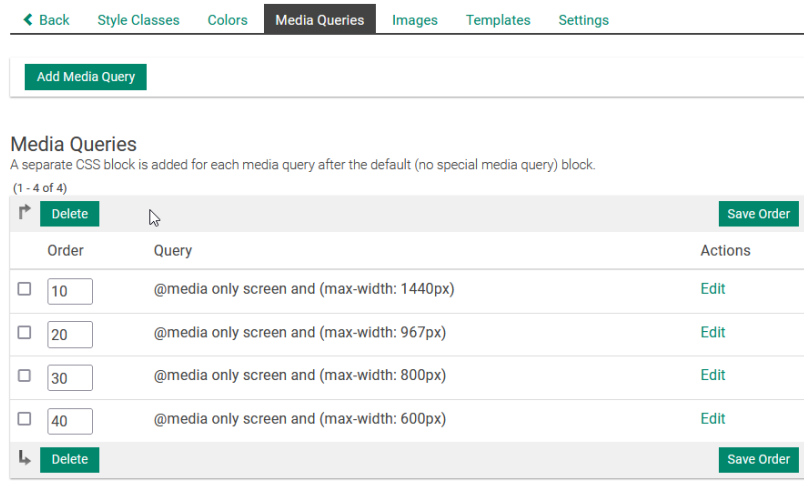 Back Style Classes Colors Media Queries Images Templates Settings
Add Media Query
Media Queries
A separate CSS block is added for each media query after the default (no special media query) block.
(1 - 4 of 4)
Delete Save Order
Order Query Actions
10 @media only screen and (max-width: 1440px) Edit
20 @media only screen and (max-width: 967px) Edit
30 @media only screen and (max-width: 800px) Edit
40 @media only screen and (max-width: 600px) Edit
Delete Save Order